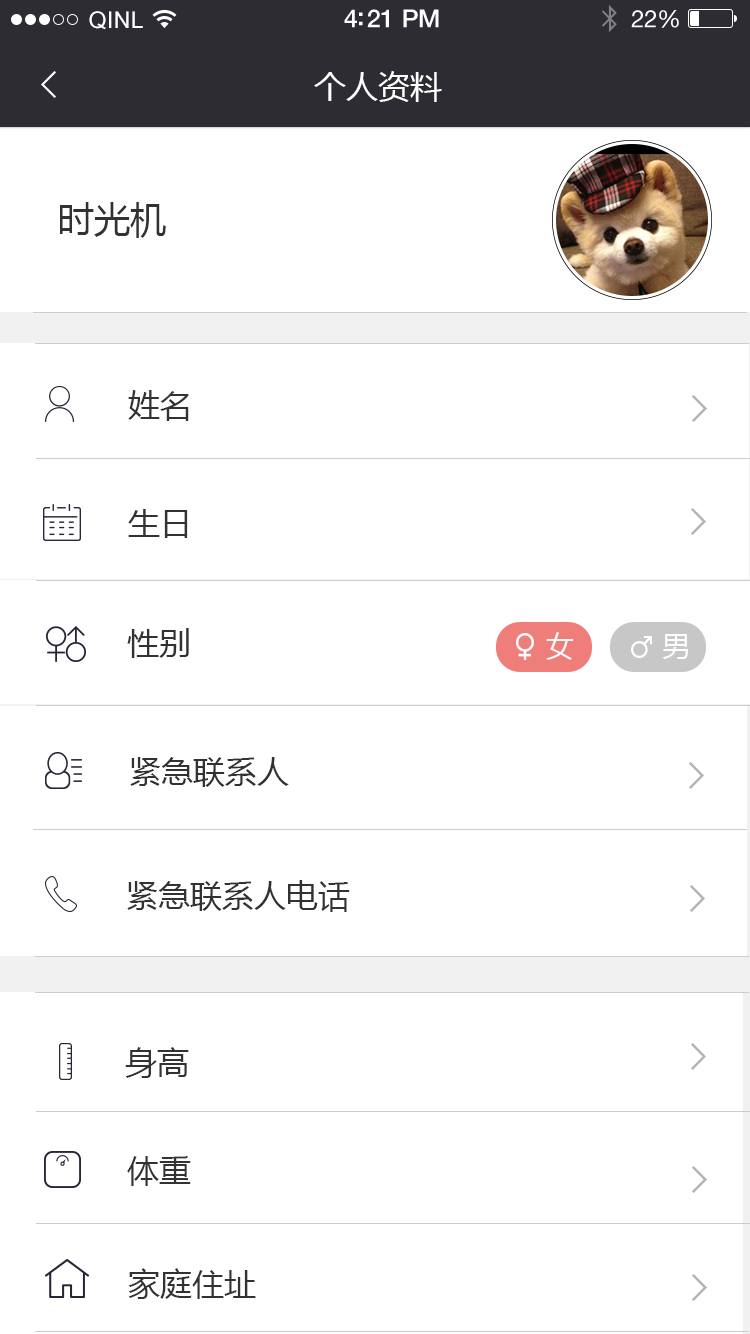 QINL 4:21 PM 22%
个人资料
时光机
姓名
生日
性别 女 男
紧急联系人
紧急联系人电话
身高
体重
家庭住址